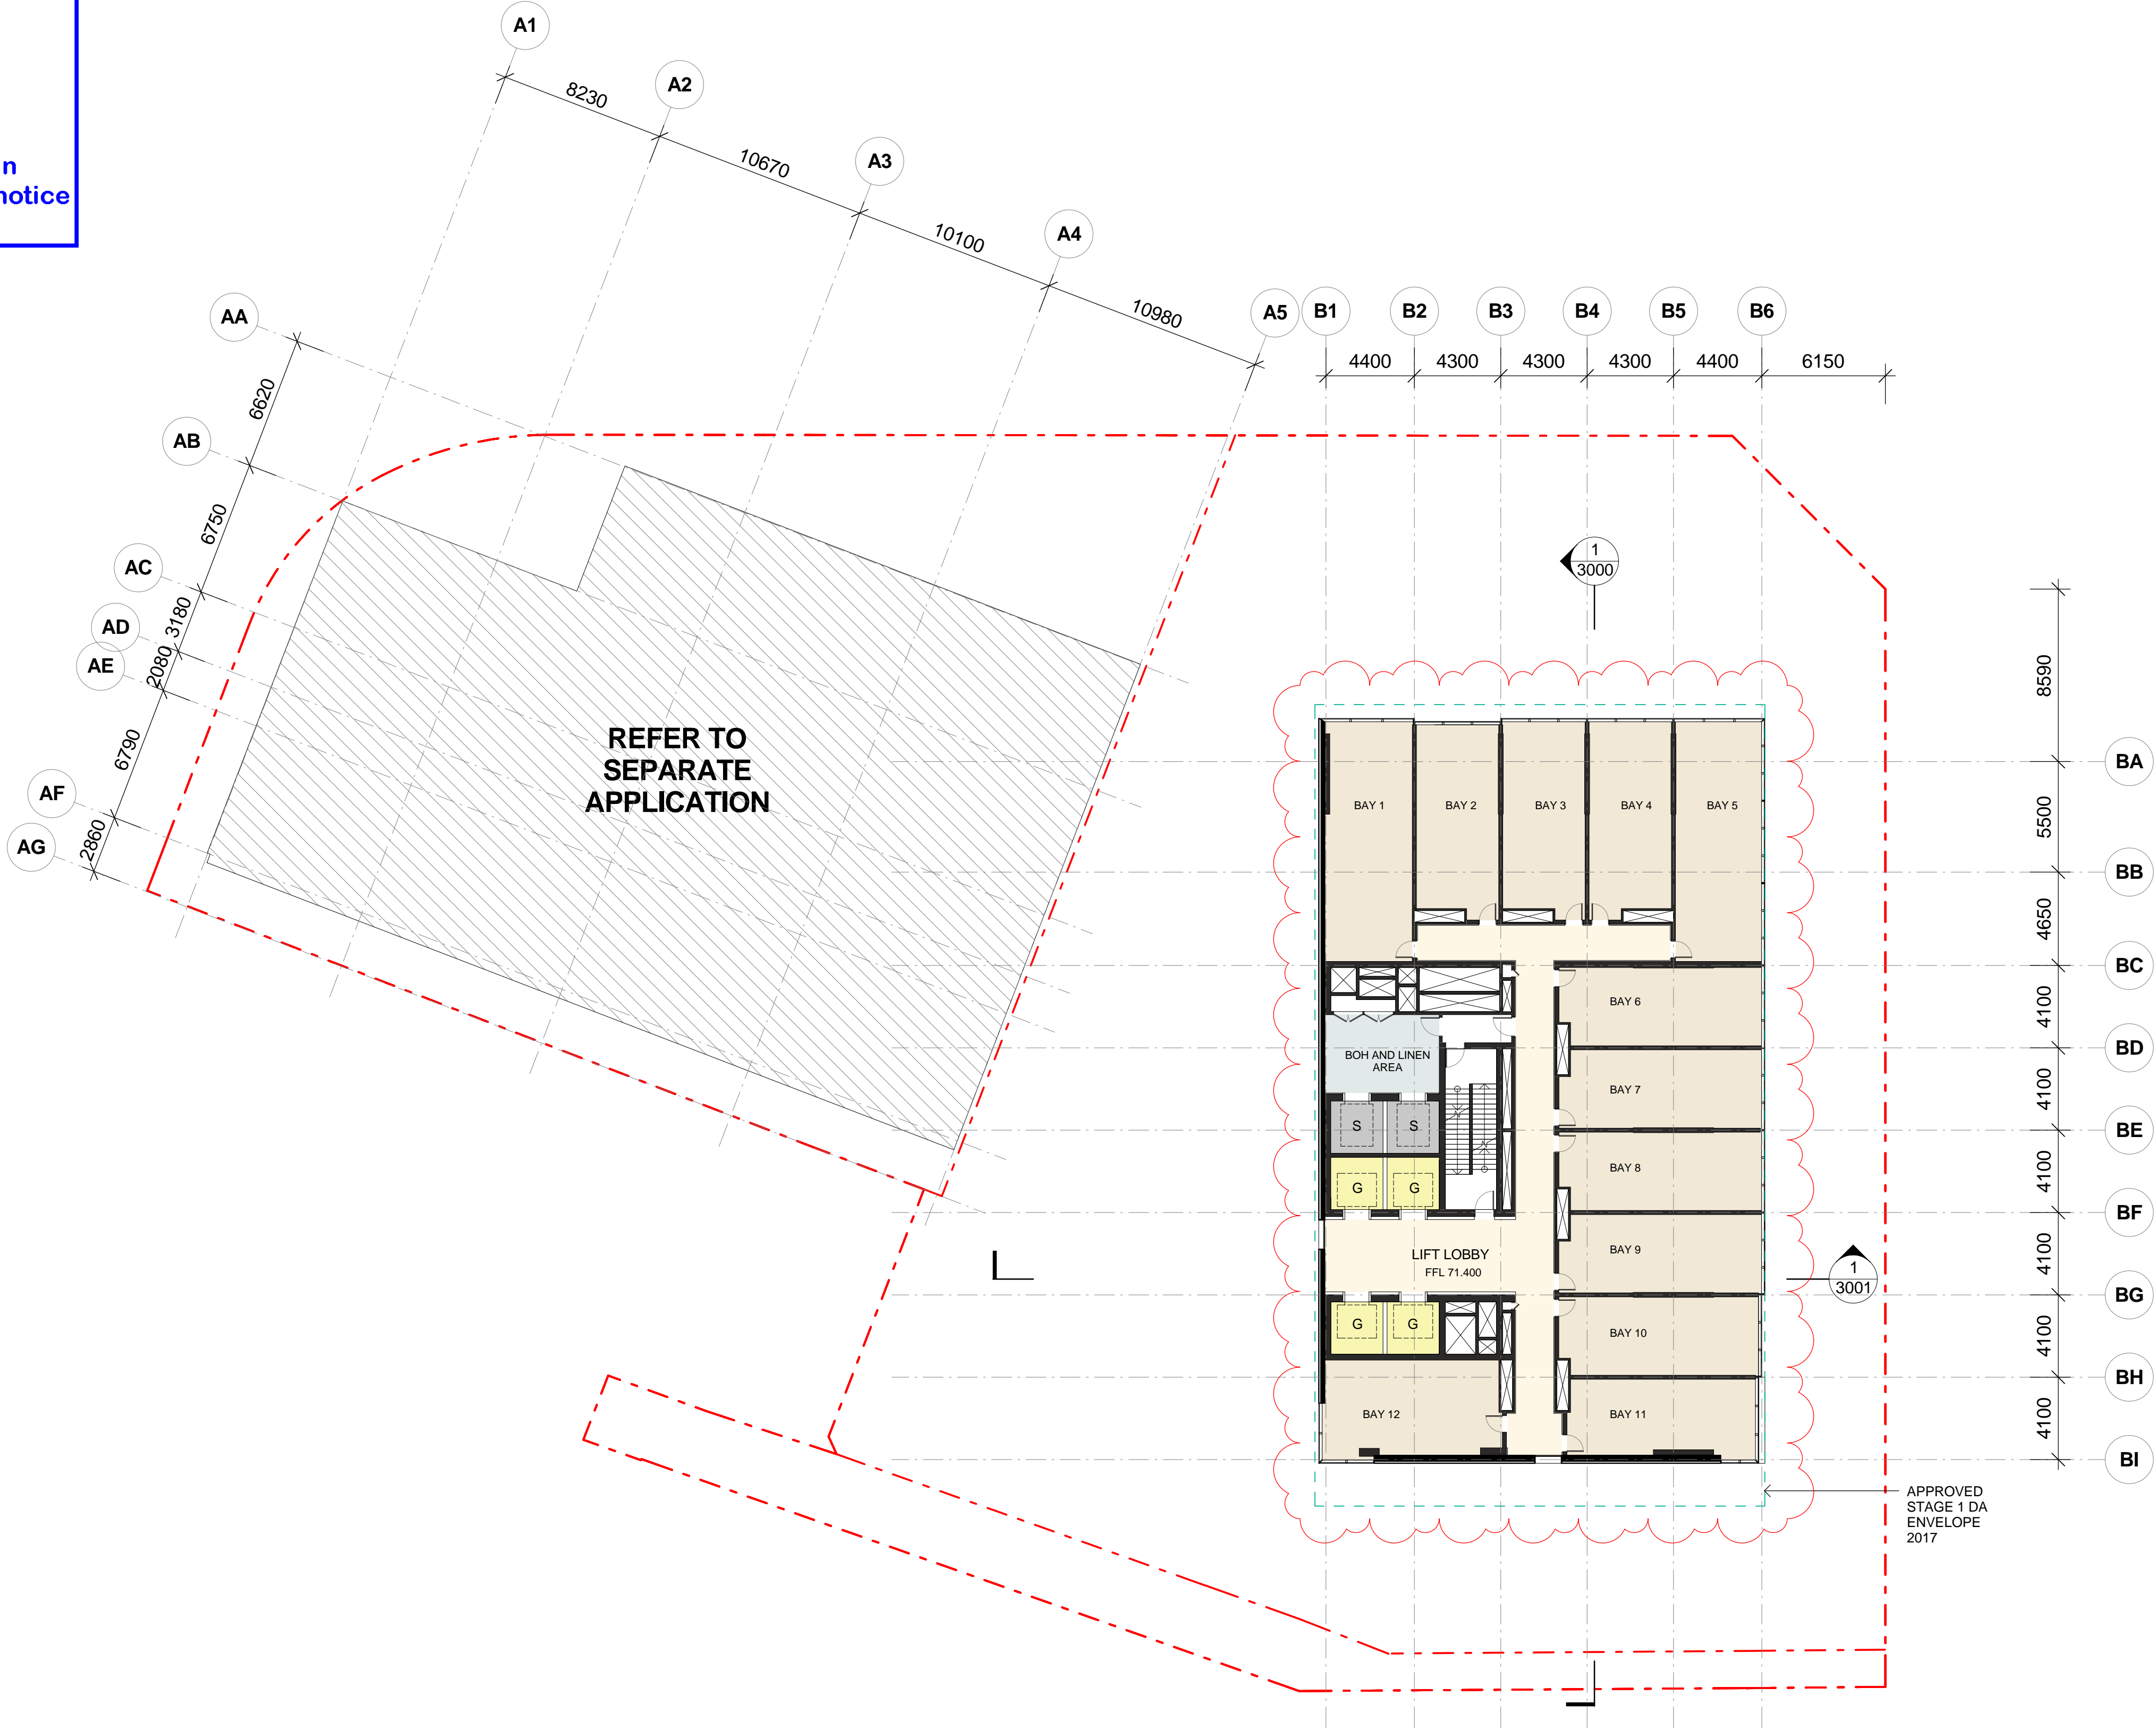 n
notice
A1
A2
A3
A4
A5
8230
10670
10100
10980
AA
AB
AC
AD
AE
AF
AG
6620
6750
3180
2080
6790
2860
REFER TO
SEPARATE
APPLICATION
B1
B2
B3
B4
B5
B6
4400
4300
4300
4300
4400
6150
1
3000
BAY 1
BAY 2
BAY 3
BAY 4
BAY 5
BAY 6
BOH AND LINEN
AREA
BAY 7
S
S
BAY 8
G
G
BAY 9
LIFT LOBBY
FFL 71.400
G
G
BAY 10
BAY 12
BAY 11
1
3001
8590
5500
4650
4100
4100
4100
4100
4100
4100
BA
BB
BC
BD
BE
BF
BG
BH
BI
APPROVED
STAGE 1 DA
ENVELOPE
2017